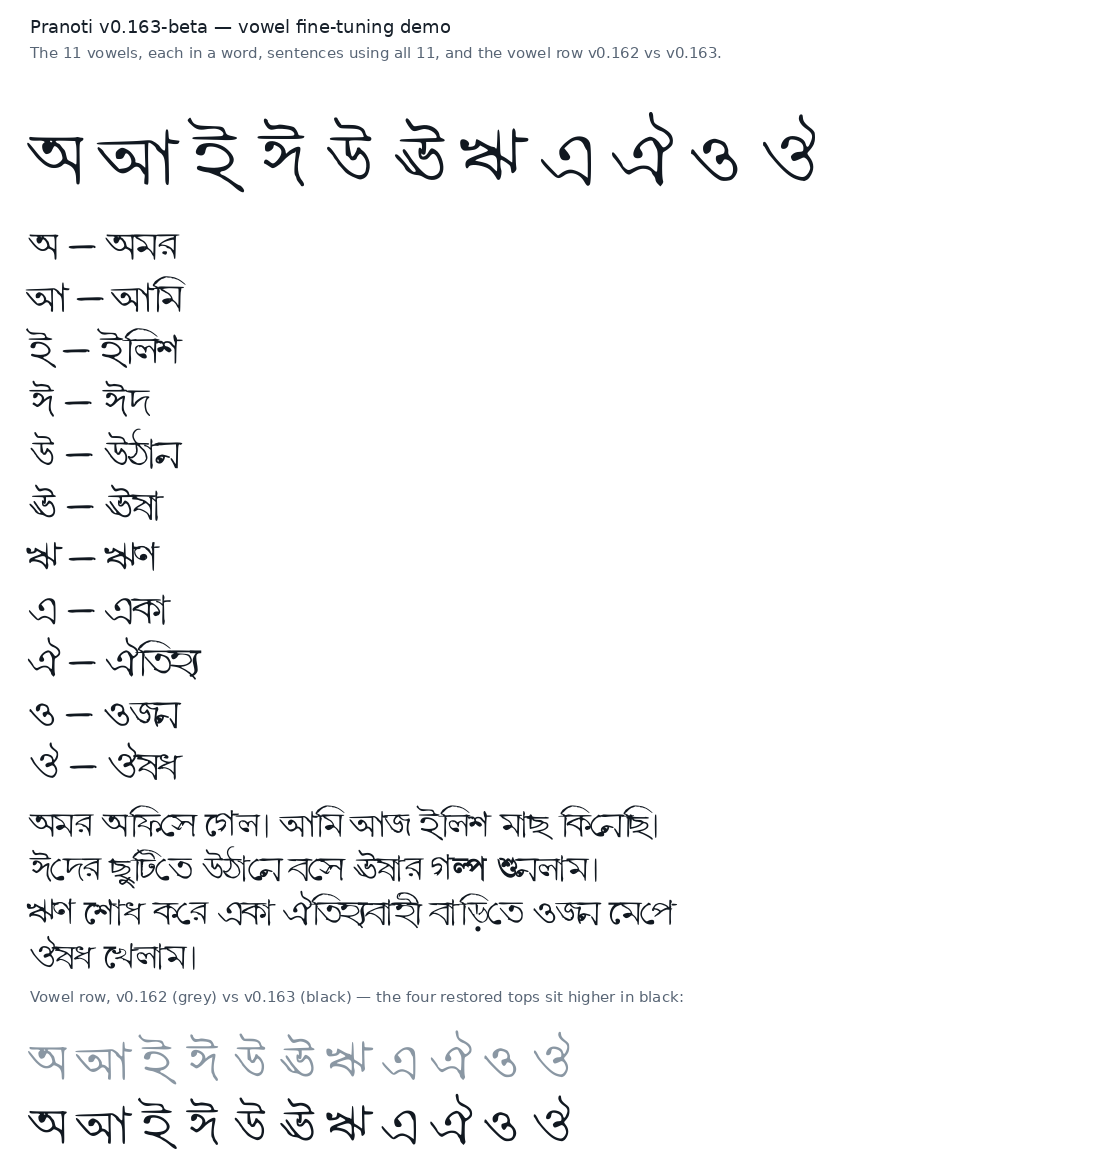 Pranoti v0.163-beta — vowel fine-tuning demo
The 11 vowels, each in a word, sentences using all 11, and the vowel row v0.162 vs v0.163.
অ আ ই ঈ উ ঊ ঋ এ ঐ ও ঔ
অ — অমর
আ — আমি
ই — ইলিশ
ঈ — ঈদ
উ — উঠান
ঊ — ঊষা
ঋ — ঋণ
এ — একা
ঐ — ঐতিহ্য
ও — ওজন
ঔ — ঔষধ
অমর অফিসে গেল। আমি আজ ইলিশ মাছ কিনেছি।
ঈদের ছুটিতে উঠানে বসে ঊষার গল্প শুনলাম।
ঋণ শোধ করে একা ঐতিহ্যবাহী বাড়িতে ওজন মেপে
ঔষধ খেলাম।
Vowel row, v0.162 (grey) vs v0.163 (black) — the four restored tops sit higher in black:
অ আ ই ঈ উ ঊ ঋ এ ঐ ও ঔ
অ আ ই ঈ উ ঊ ঋ এ ঐ ও ঔ